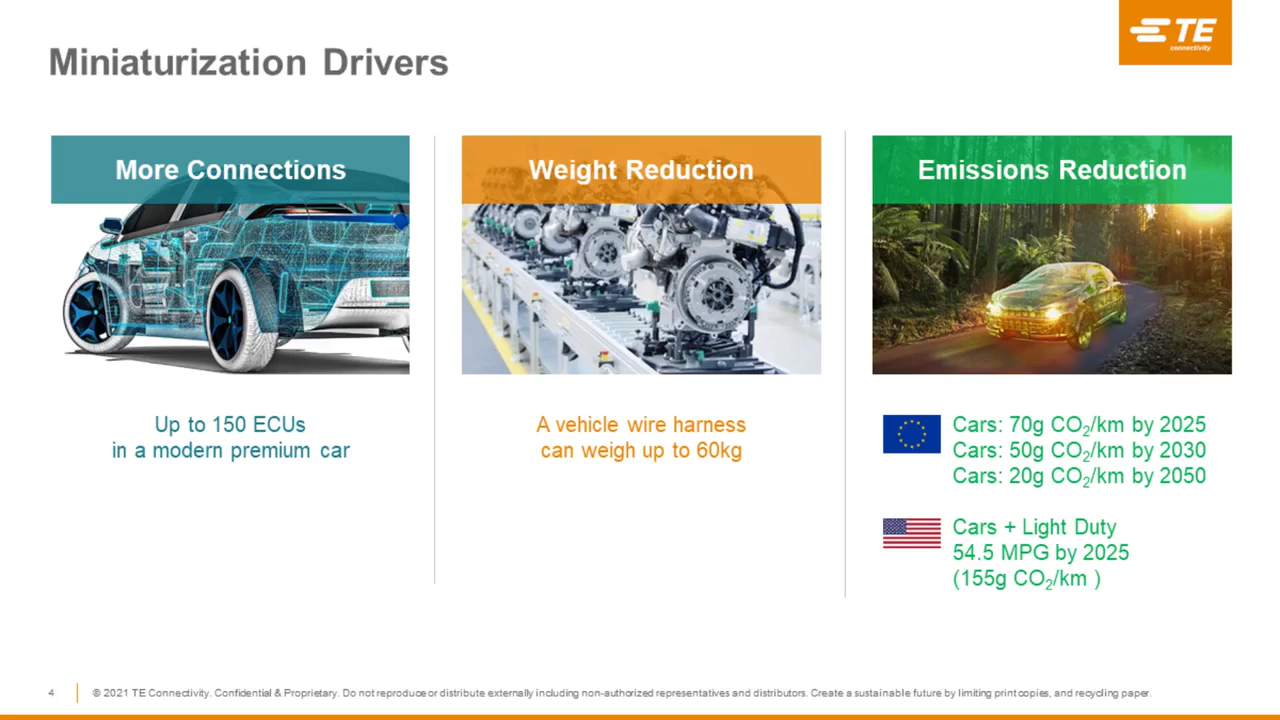 Miniaturization Drivers
TE
connectivity
More Connections
Up to 150 ECUs
in a modern premium car
Weight Reduction
A vehicle wire harness
can weigh up to 60kg
Emissions Reduction
Cars: 70g CO₂/km by 2025
Cars: 50g CO₂/km by 2030
Cars: 20g CO₂/km by 2050
Cars + Light Duty
54.5 MPG by 2025
(155g CO₂/km )
4
© 2021 TE Connectivity. Confidential & Proprietary. Do not reproduce or distribute externally including non-authorized representatives and distributors. Create a sustainable future by limiting print copies, and recycling paper.